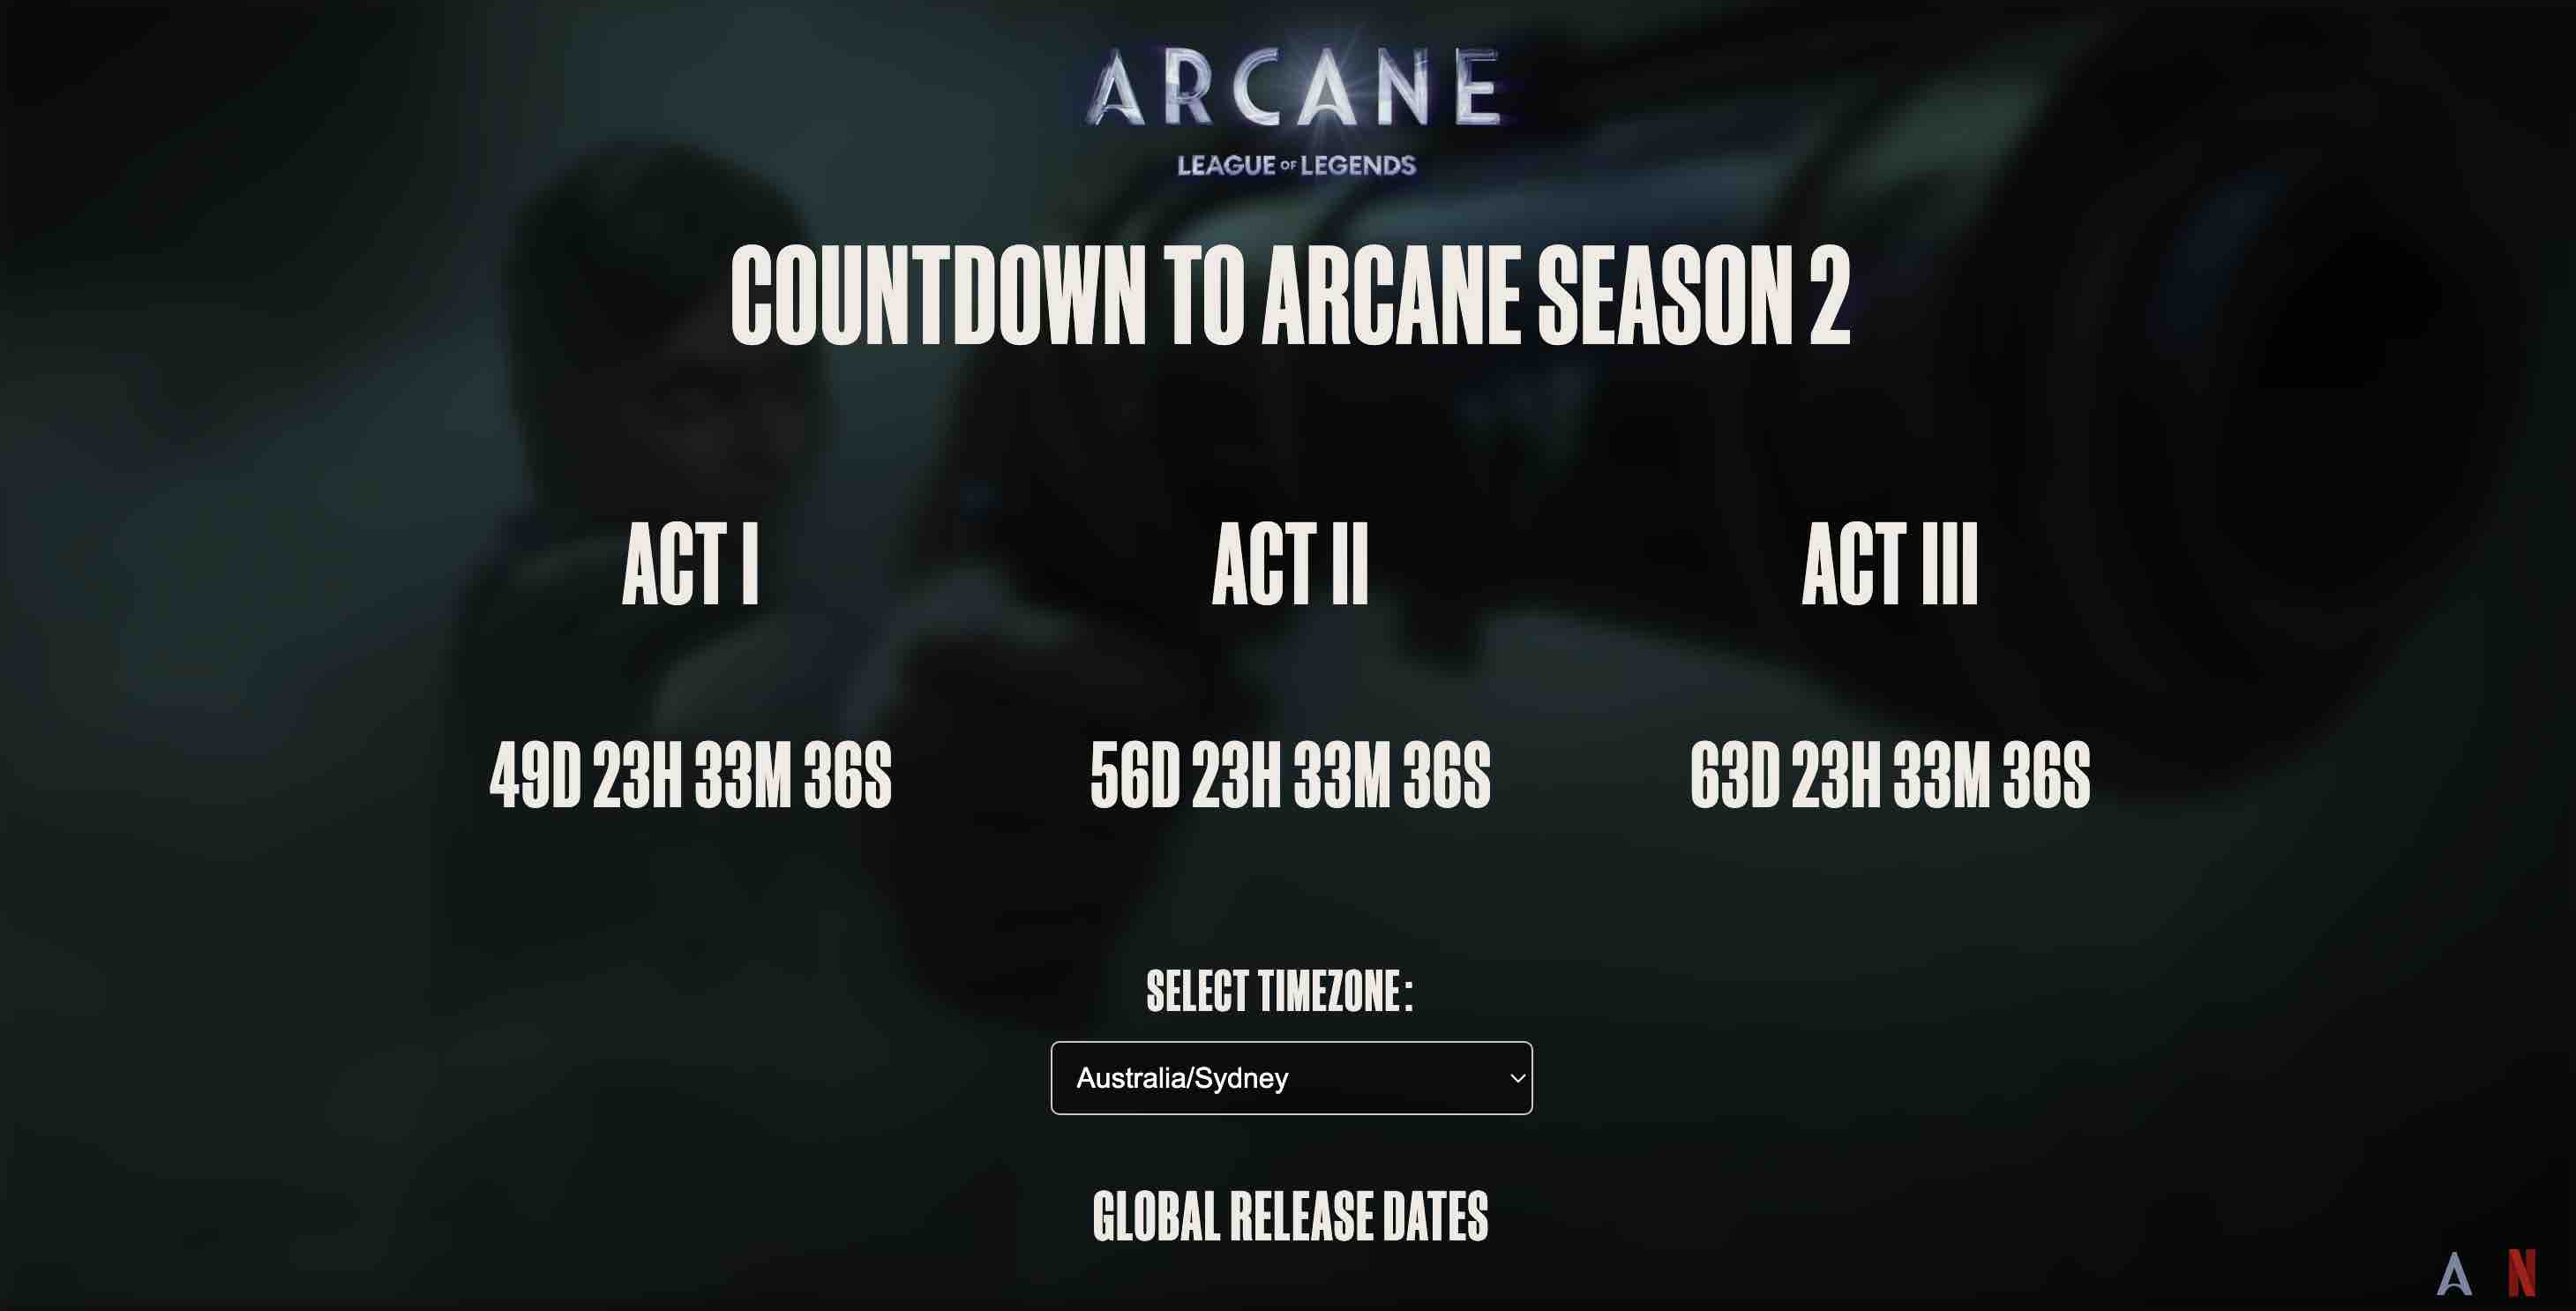 ARCANE
LEAGUE OF LEGENDS
COUNTDOWN TO ARCANE SEASON 2
ACT I
ACT II
ACT III
49D 23H 33M 36S
56D 23H 33M 36S
63D 23H 33M 36S
SELECT TIMEZONE:
Australia/Sydney
GLOBAL RELEASE DATES
A N